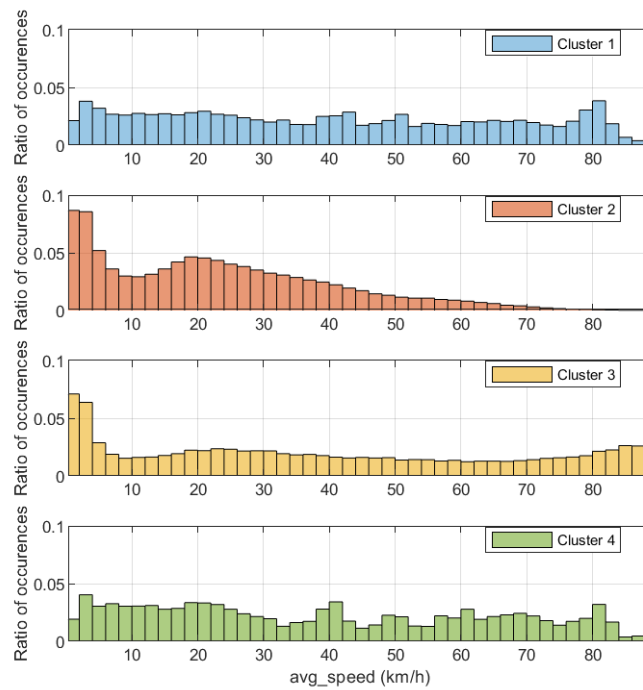 0.1
0.05
0
Ratio of occurences
Cluster 1
10 20 30 40 50 60 70 80
0.1
0.05
0
Ratio of occurences
Cluster 2
10 20 30 40 50 60 70 80
0.1
0.05
0
Ratio of occurences
Cluster 3
10 20 30 40 50 60 70 80
0.1
0.05
0
Ratio of occurences
Cluster 4
10 20 30 40 50 60 70 80
avg_speed (km/h)